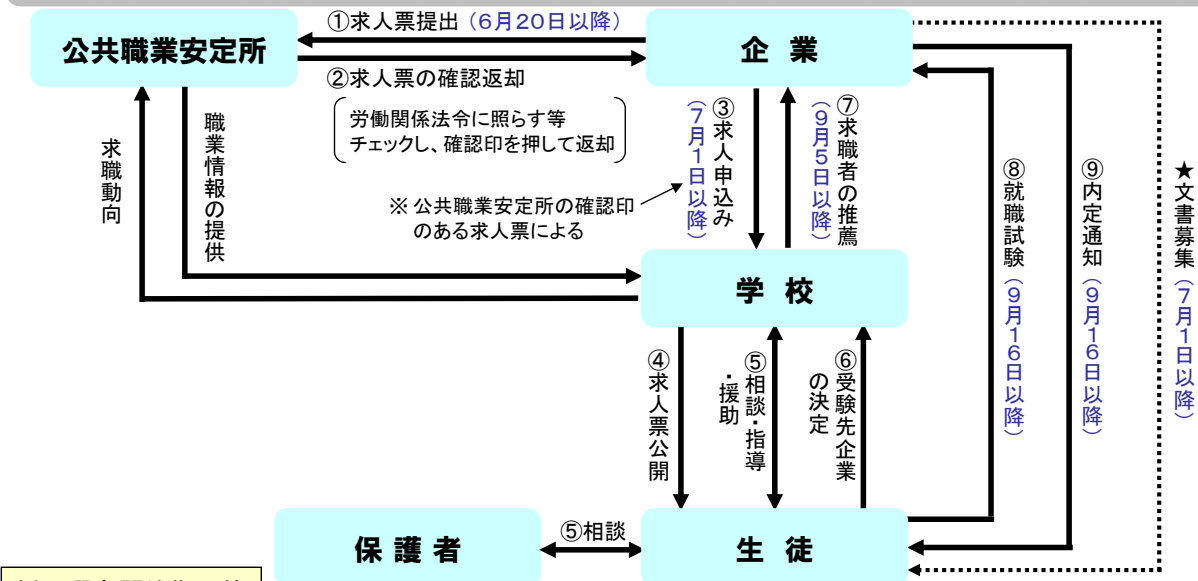 ①求人票提出（6月20日以降）
公共職業安定所
企業
②求人票の確認返却
労働関係法令に照らす等
チェックし、確認印を押して返却
求職動向
職業情報の提供
③求人申込み
（7月1日以降）
⑦求職者の推薦
（9月5日以降）
※ 公共職業安定所の確認印
のある求人票による
⑧就職試験（9月16日以降）
⑨内定通知（9月16日以降）
★文書募集（7月1日以降）
学校
④求人票公開
⑤相談・指導
・援助
⑥受験先企業
の決定
保護者
⑤相談
生徒